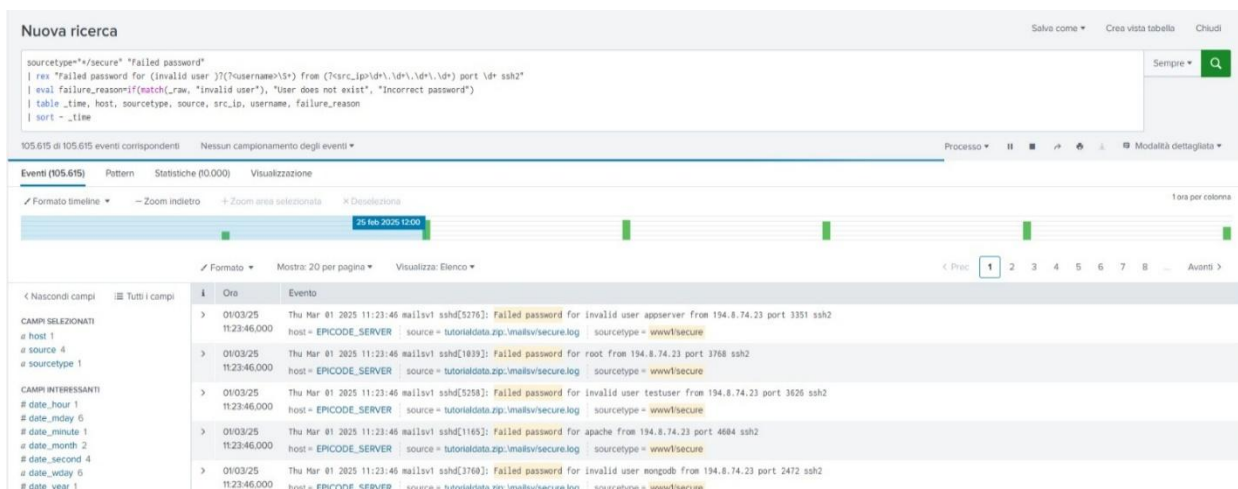 Nuova ricerca
Salva come Crea vista tabella Chiudi
sourcetype="*/secure" "Failed password"
| rex "Failed password for (invalid user )?(?<username>\S+) from (?<src_ip>\d+\.\d+\.\d+\.\d+) port \d+ ssh2"
| eval failure_reason=if(match(_raw, "invalid user"), "User does not exist", "Incorrect password")
| table _time, host, sourcetype, source, src_ip, username, failure_reason
| sort - _time
Sempre
105.615 di 105.615 eventi corrispondenti Nessun campionamento degli eventi Processo Modalità dettagliata
Eventi (105.615) Pattern Statistiche (10.000) Visualizzazione
Formato timeline — Zoom indietro + Zoom area selezionata × Deseleziona 1 ora per colonna
25 feb 2025 12:00
Formato Mostra: 20 per pagina Visualizza: Elenco < Prec 1 2 3 4 5 6 7 8 ... Avanti >
< Nascondi campi Tutti i campi
CAMPI SELEZIONATI
a host 1
a source 4
a sourcetype 1
CAMPI INTERESSANTI
# date_hour 1
# date_mday 6
# date_minute 1
a date_month 2
# date_second 4
a date_wday 6
# date_year 1
i Ora Evento
> 01/03/25 Thu Mar 01 2025 11:23:46 mailsv1 sshd[5276]: Failed password for invalid user appserver from 194.8.74.23 port 3351 ssh2
11:23:46,000 host = EPICODE_SERVER source = tutorialdata.zip:.\mailsv/secure.log sourcetype = www1/secure
> 01/03/25 Thu Mar 01 2025 11:23:46 mailsv1 sshd[1039]: Failed password for root from 194.8.74.23 port 3768 ssh2
11:23:46,000 host = EPICODE_SERVER source = tutorialdata.zip:.\mailsv/secure.log sourcetype = www1/secure
> 01/03/25 Thu Mar 01 2025 11:23:46 mailsv1 sshd[5258]: Failed password for invalid user testuser from 194.8.74.23 port 3626 ssh2
11:23:46,000 host = EPICODE_SERVER source = tutorialdata.zip:.\mailsv/secure.log sourcetype = www1/secure
> 01/03/25 Thu Mar 01 2025 11:23:46 mailsv1 sshd[1165]: Failed password for apache from 194.8.74.23 port 4604 ssh2
11:23:46,000 host = EPICODE_SERVER source = tutorialdata.zip:.\mailsv/secure.log sourcetype = www1/secure
> 01/03/25 Thu Mar 01 2025 11:23:46 mailsv1 sshd[3760]: Failed password for invalid user mongodb from 194.8.74.23 port 2472 ssh2
11:23:46,000 host = EPICODE_SERVER source = tutorialdata.zip:.\mailsv/secure.log sourcetype = www1/secure